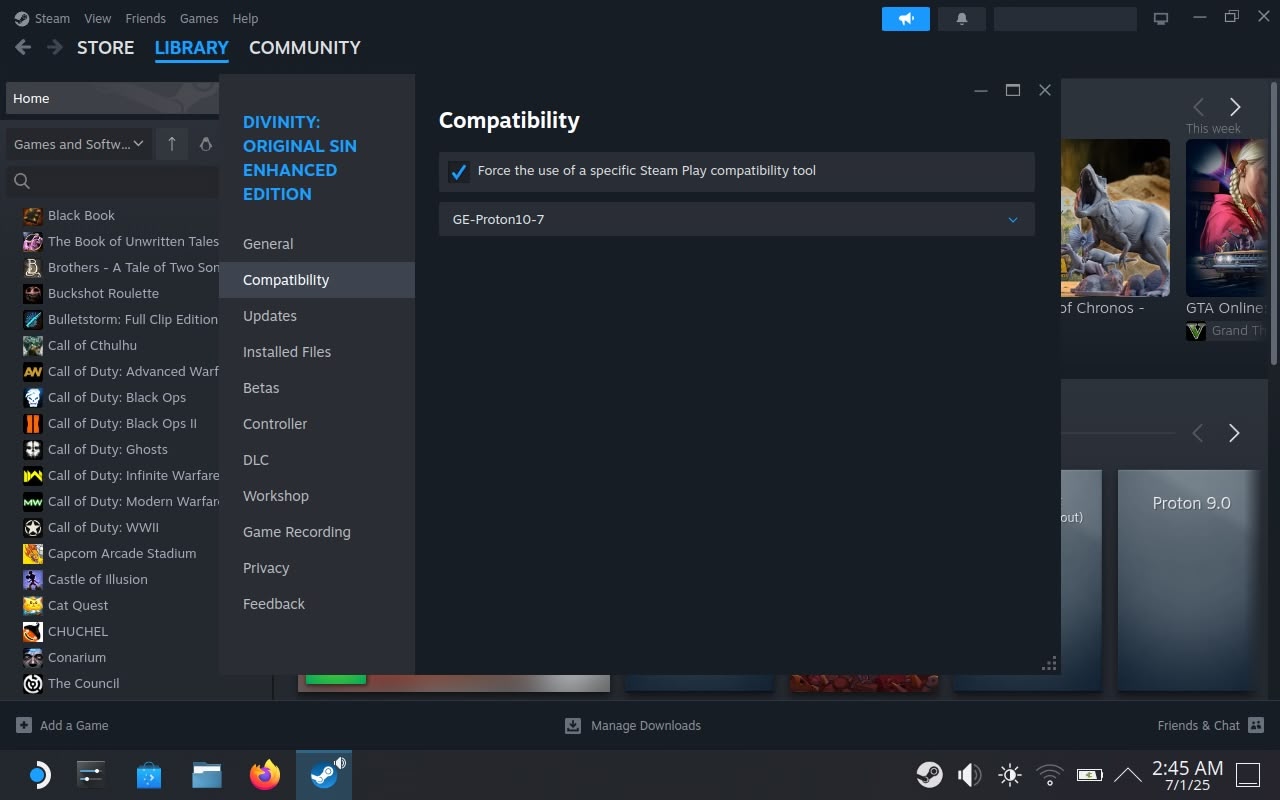 Steam View Friends Games Help
STORE LIBRARY COMMUNITY
Home
Games and Softw...
Black Book
The Book of Unwritten Tales
Brothers - A Tale of Two Son
Buckshot Roulette
Bulletstorm: Full Clip Edition
Call of Cthulhu
Call of Duty: Advanced Warf
Call of Duty: Black Ops
Call of Duty: Black Ops II
Call of Duty: Ghosts
Call of Duty: Infinite Warfare
Call of Duty: Modern Warfar
Call of Duty: WWII
Capcom Arcade Stadium
Castle of Illusion
Cat Quest
CHUCHEL
Conarium
The Council
DIVINITY:
ORIGINAL SIN
ENHANCED
EDITION
General
Compatibility
Updates
Installed Files
Betas
Controller
DLC
Workshop
Game Recording
Privacy
Feedback
Compatibility
Force the use of a specific Steam Play compatibility tool
GE-Proton10-7
This week
of Chronos -
GTA Online:
Grand Th
out)
Proton 9.0
Add a Game
Manage Downloads
Friends & Chat
2:45 AM
7/1/25